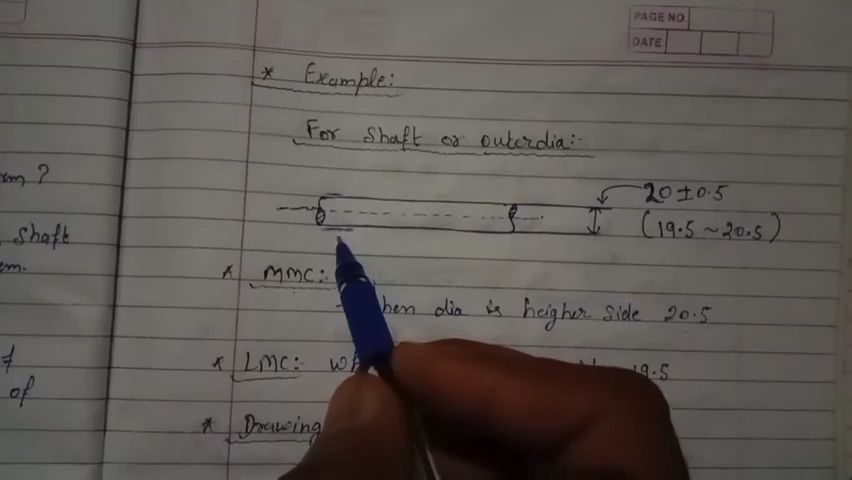 PAGE NO.
DATE
* Example:
For shaft or outerdia:-
20 ± 0.5
(19.5 ~ 20.5)
m ?
shaft
em.
* MMC:-
hen dia is heigher side 20.5
* LMC:- 19.5
of
* Drawing